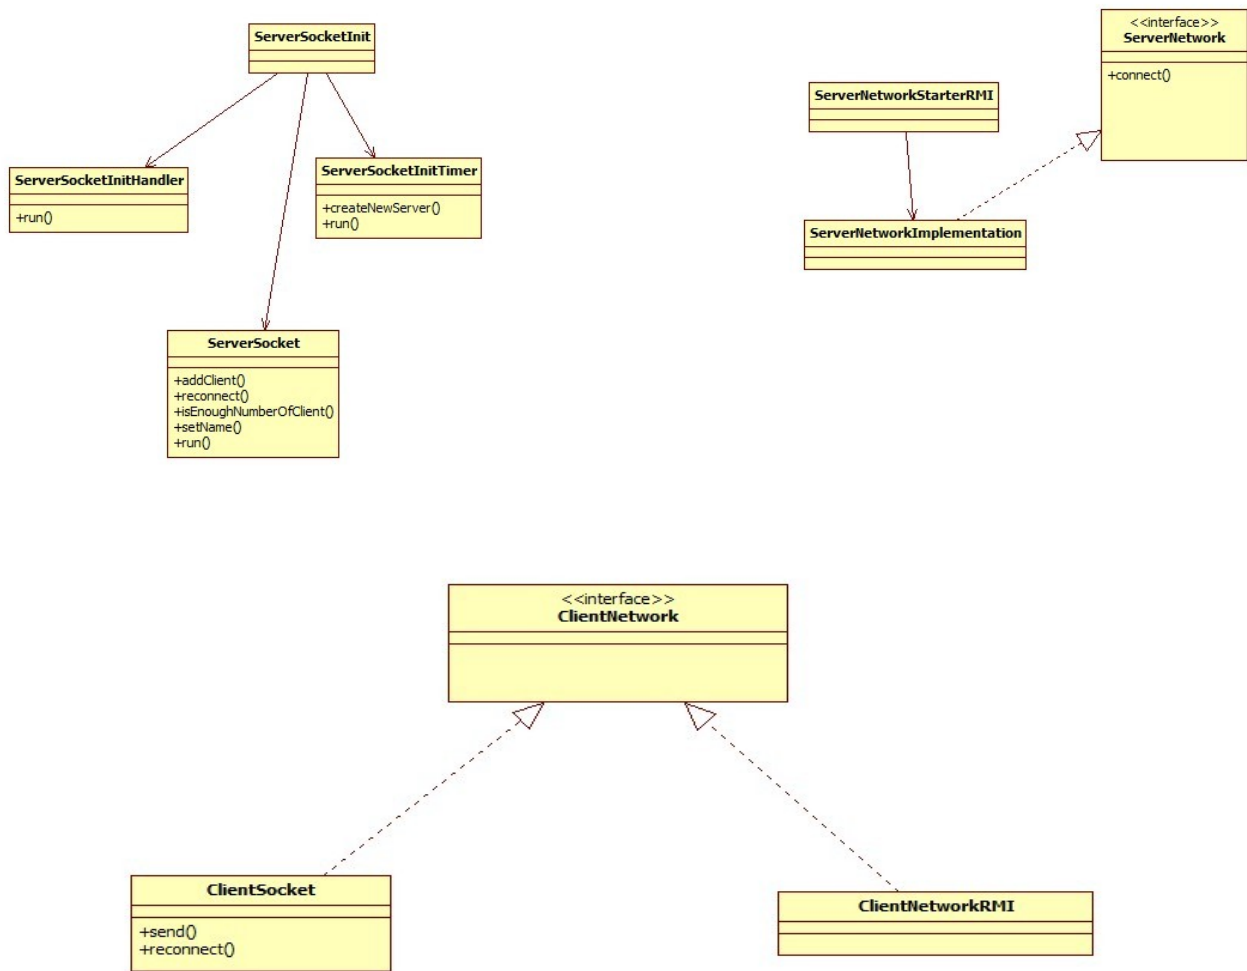 ServerSocketInit
ServerSocketInitHandler
+run()
ServerSocketInitTimer
+createNewServer()
+run()
ServerSocket
+addClient()
+reconnect()
+isEnoughNumberOfClient()
+setName()
+run()
<<interface>>
ServerNetwork
+connect()
ServerNetworkStarterRMI
ServerNetworkImplementation
<<interface>>
ClientNetwork
ClientSocket
+send()
+reconnect()
ClientNetworkRMI